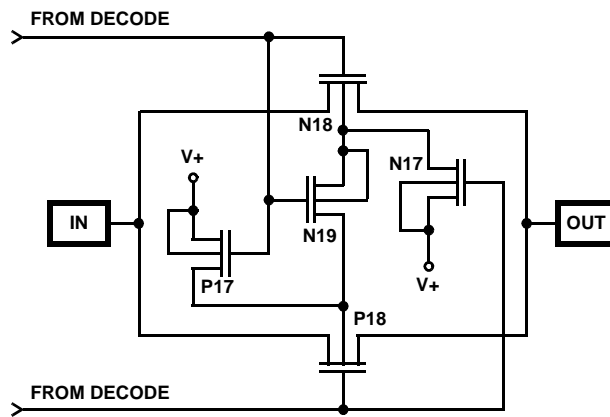 FROM DECODE
N18
V+
N17
IN
OUT
N19
P17
V+
P18
FROM DECODE